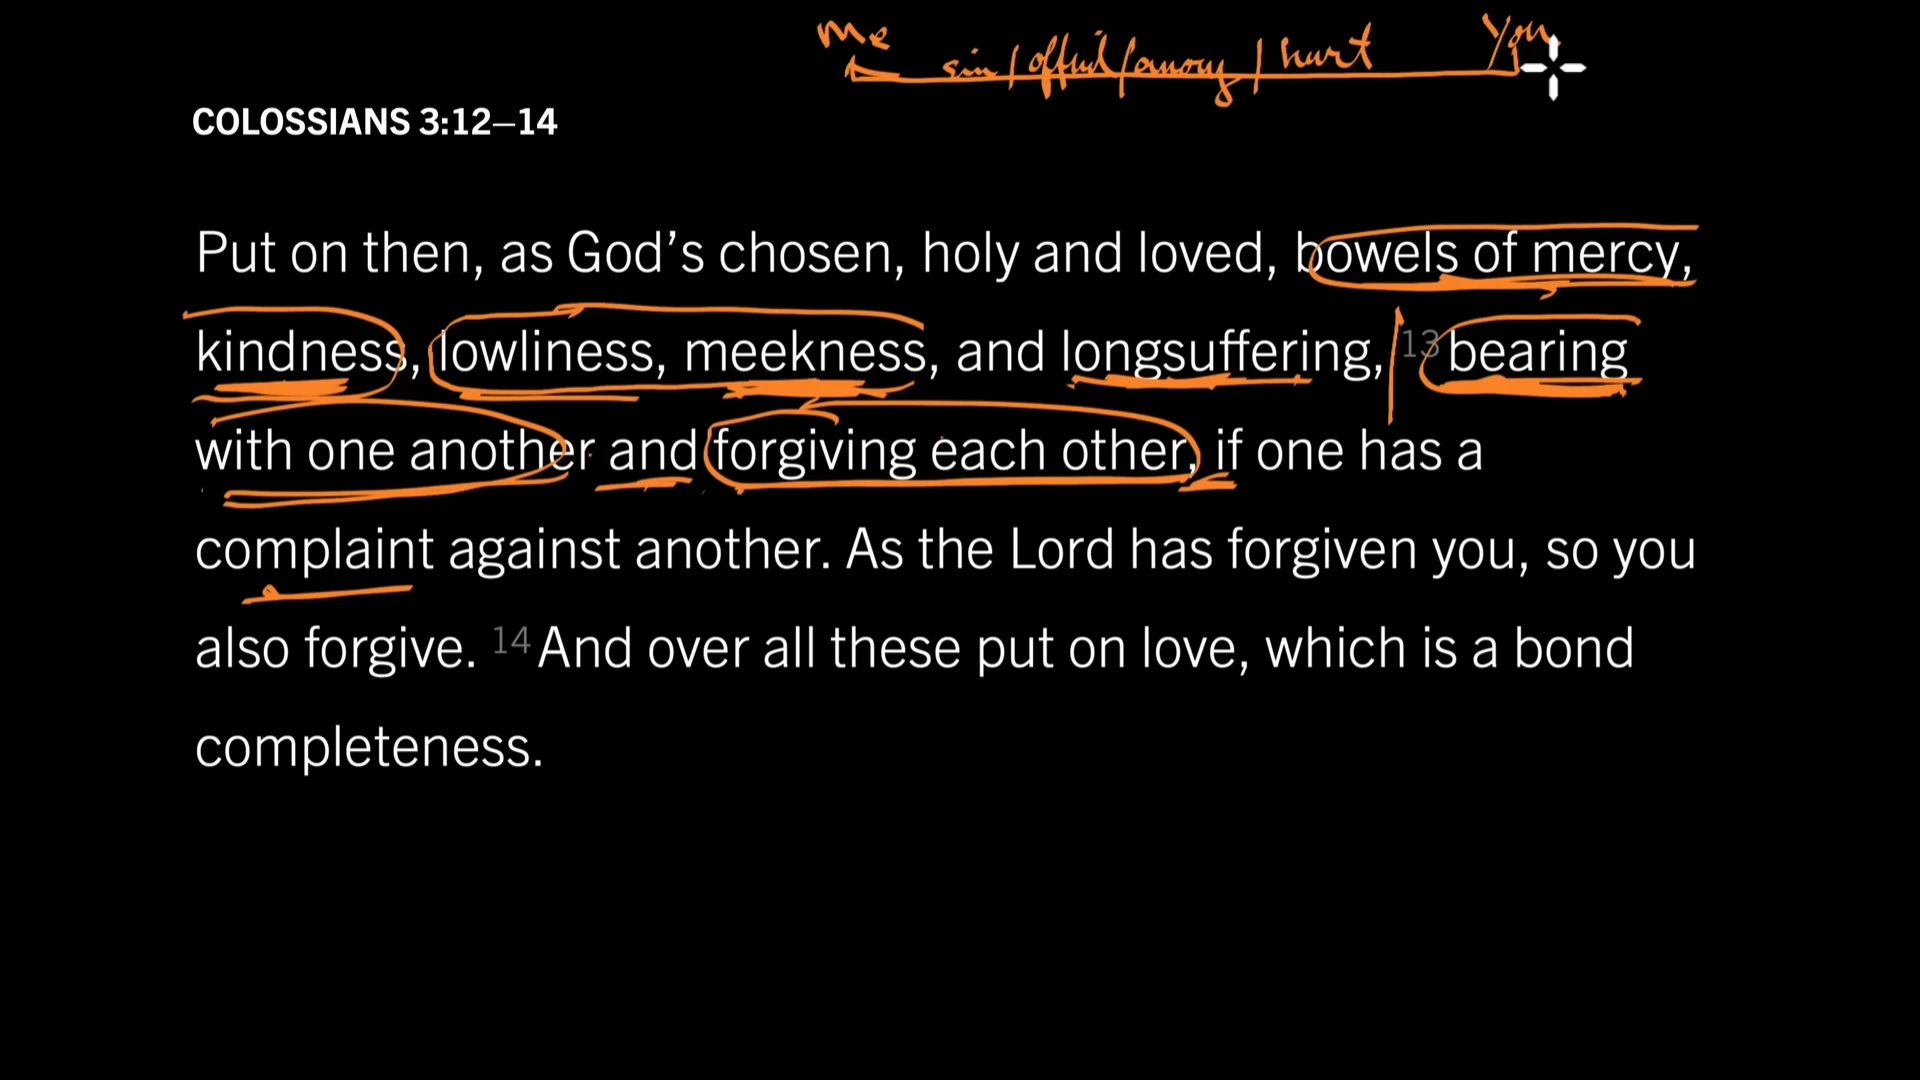 me sin / offend / annoy / hurt you
COLOSSIANS 3:12–14
Put on then, as God’s chosen, holy and loved, bowels of mercy,
kindness, lowliness, meekness, and longsuffering, 13 bearing
with one another and forgiving each other, if one has a
complaint against another. As the Lord has forgiven you, so you
also forgive. 14 And over all these put on love, which is a bond
completeness.